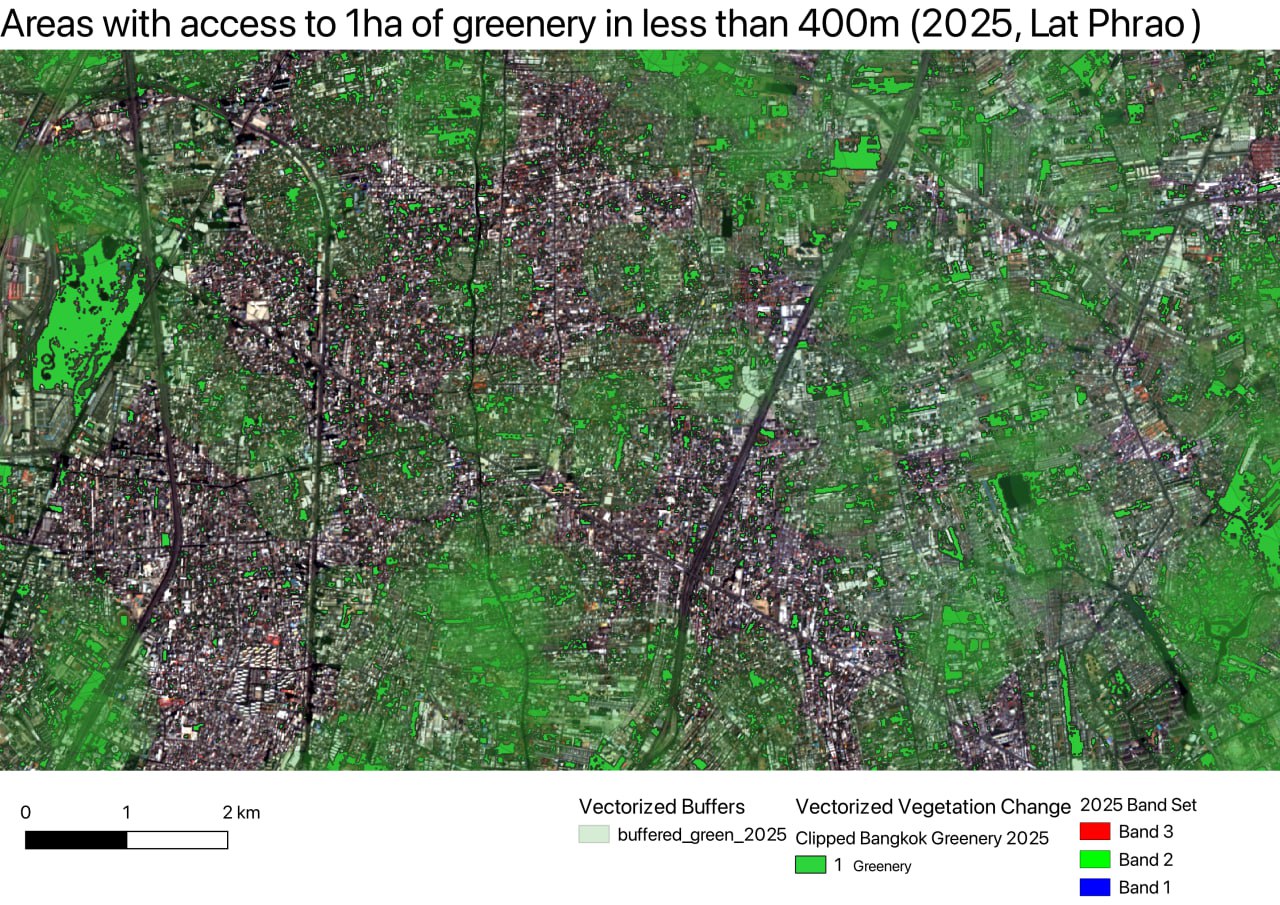 Areas with access to 1ha of greenery in less than 400m (2025, Lat Phrao )
0 1 2 km
Vectorized Buffers
buffered_green_2025
Vectorized Vegetation Change
Clipped Bangkok Greenery 2025
1 Greenery
2025 Band Set
Band 3
Band 2
Band 1